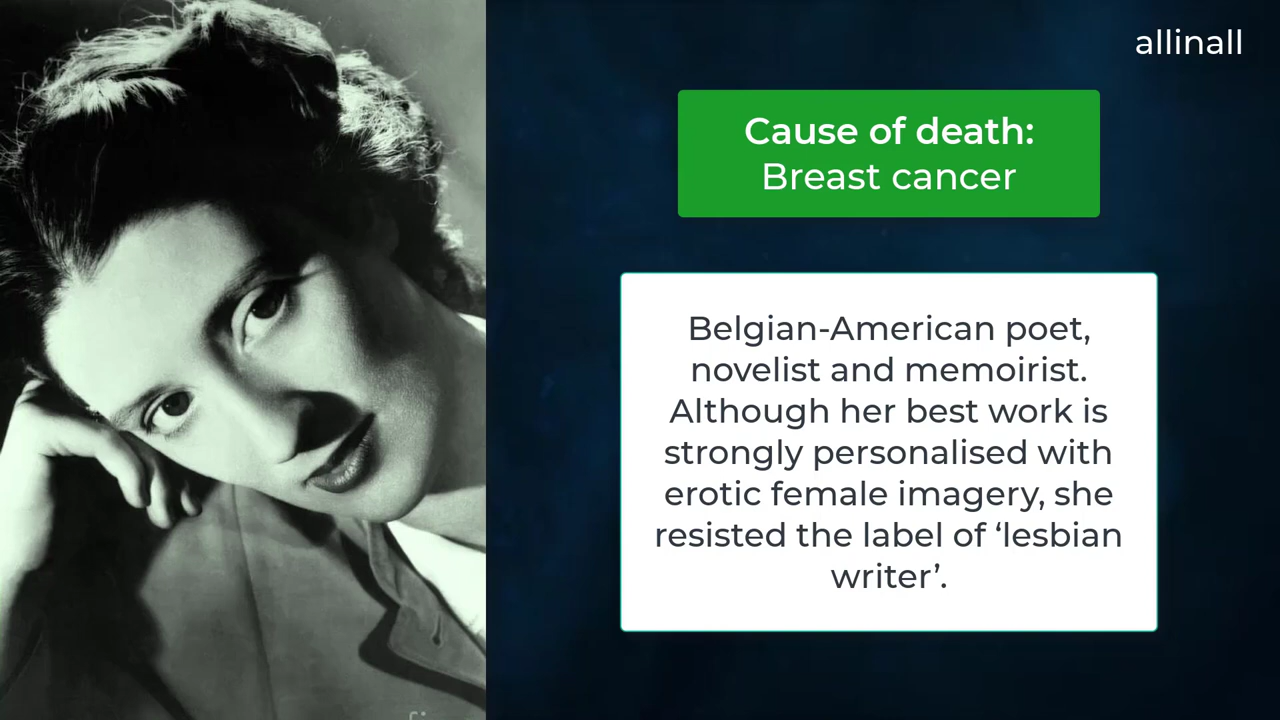 allinall
Cause of death:
Breast cancer
Belgian-American poet,
novelist and memoirist.
Although her best work is
strongly personalised with
erotic female imagery, she
resisted the label of ‘lesbian
writer’.